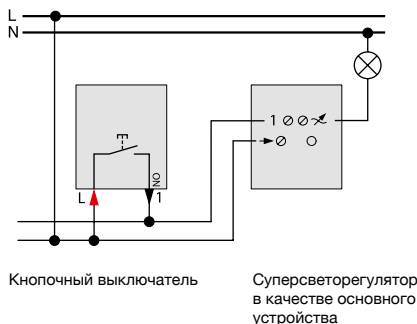 L
N
1
L
NO
1
Кнопочный выключатель
Суперсветорегулятор
в качестве основного
устройства